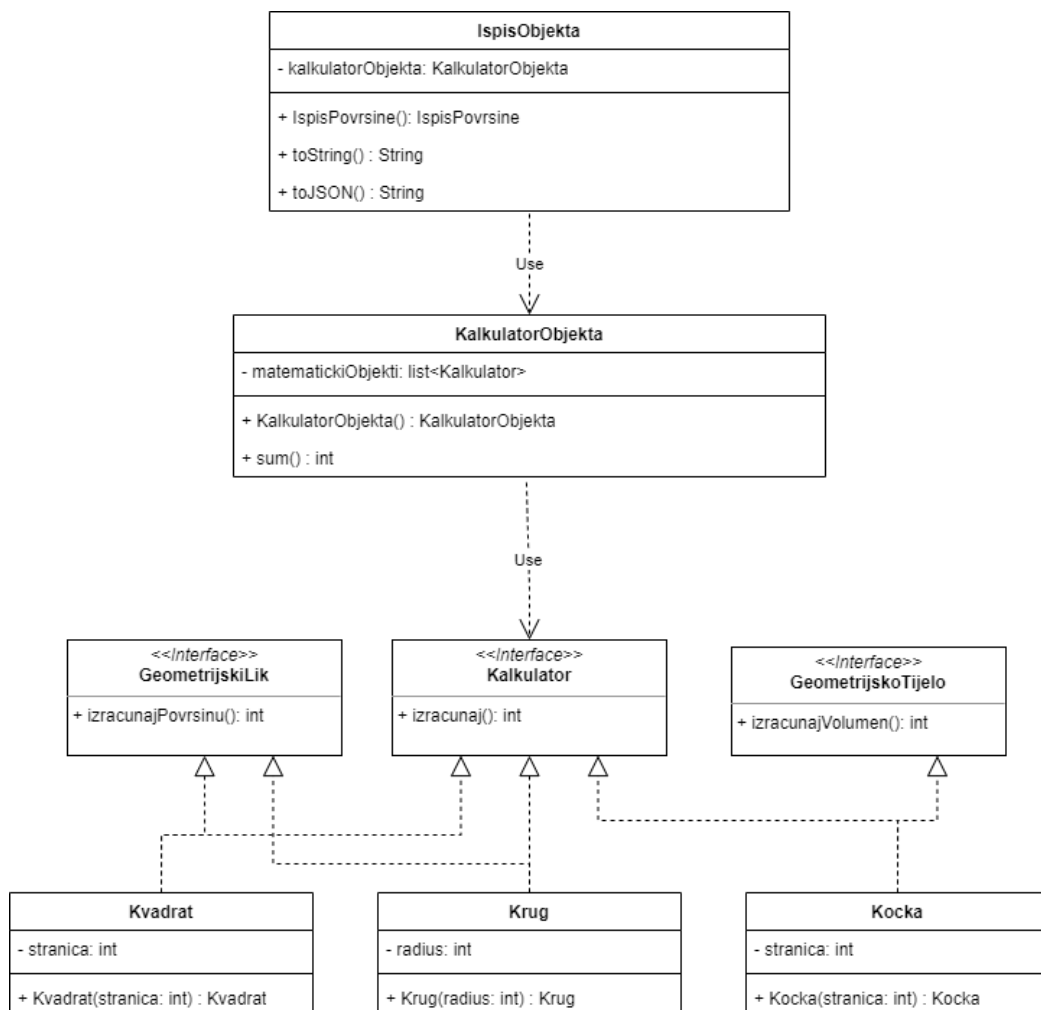 IspisObjekta
- kalkulatorObjekta: KalkulatorObjekta
+ IspisPovrsine(): IspisPovrsine
+ toString() : String
+ toJSON() : String
Use
KalkulatorObjekta
- matematickiObjekti: list<Kalkulator>
+ KalkulatorObjekta() : KalkulatorObjekta
+ sum() : int
Use
<<Interface>>
GeometrijskiLik
+ izracunajPovrsinu(): int
<<Interface>>
Kalkulator
+ izracunaj(): int
<<Interface>>
GeometrijskoTijelo
+ izracunajVolumen(): int
Kvadrat
- stranica: int
+ Kvadrat(stranica: int) : Kvadrat
Krug
- radius: int
+ Krug(radius: int) : Krug
Kocka
- stranica: int
+ Kocka(stranica: int) : Kocka